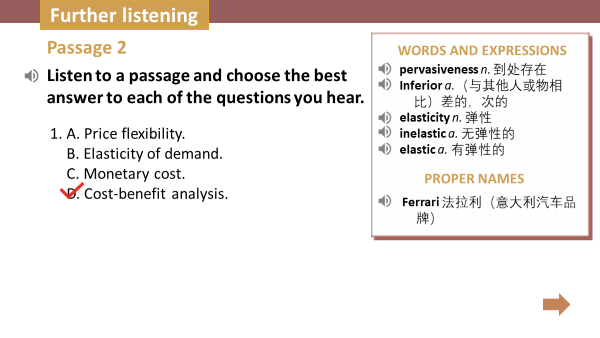 Further listening
Passage 2
Listen to a passage and choose the best
answer to each of the questions you hear.
1. A. Price flexibility.
B. Elasticity of demand.
C. Monetary cost.
D. Cost-benefit analysis.
WORDS AND EXPRESSIONS
pervasiveness n. 到处存在
Inferior a.（与其他人或物相
比）差的，次的
elasticity n. 弹性
inelastic a. 无弹性的
elastic a. 有弹性的
PROPER NAMES
Ferrari 法拉利（意大利汽车品
牌）